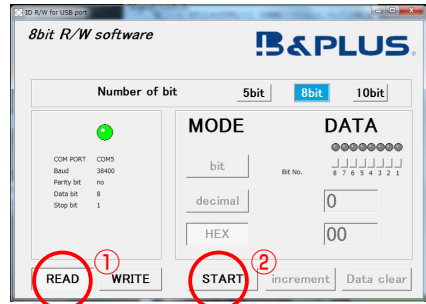 ID R/W for USB port
8bit R/W software
B&PLUS
Number of bit 5bit 8bit 10bit
MODE DATA
COM PORT COM5
Baud 38400
Parity bit no
Data bit 8
Stop bit 1
bit
Bit No. 8 7 6 5 4 3 2 1
decimal 0
HEX 00
① ②
READ WRITE START increment Data clear